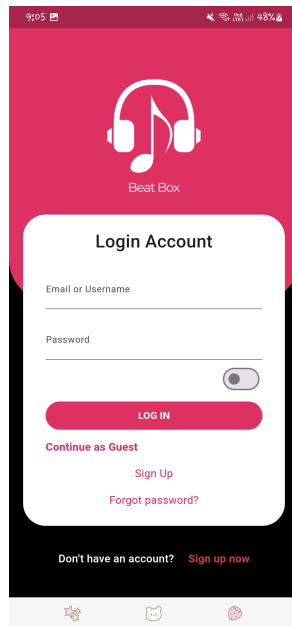 9:05 48%
Beat Box
Login Account
Email or Username
Password
LOG IN
Continue as Guest
Sign Up
Forgot password?
Don't have an account? Sign up now